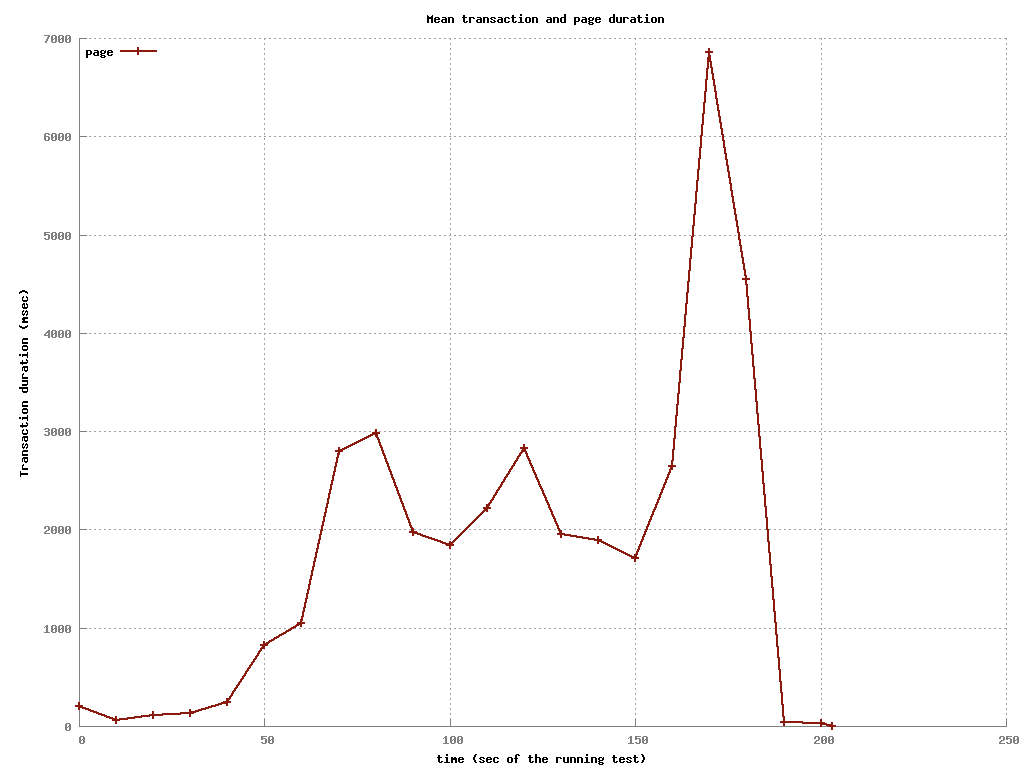 Mean transaction and page duration
7000
page
6000
5000
4000
3000
2000
1000
0
Transaction duration (msec)
0 50 100 150 200 250
time (sec of the running test)